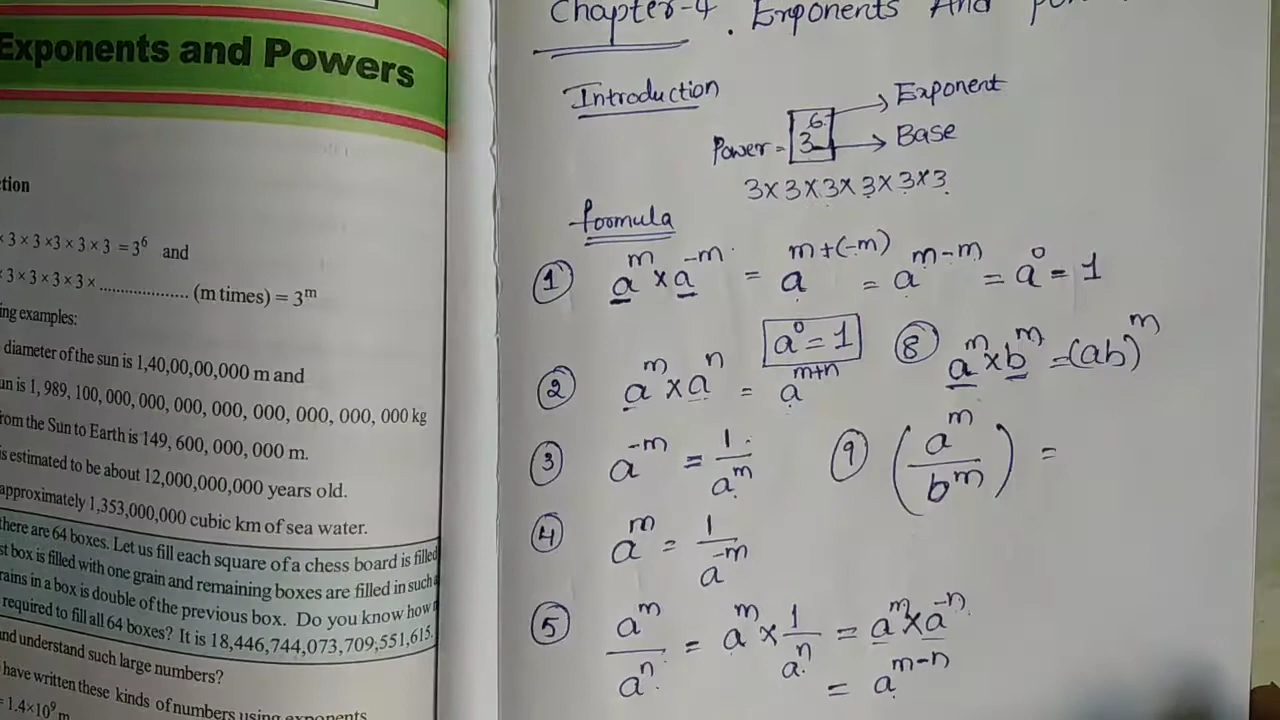 Exponents and Powers
tion
× 3 × 3 × 3 × 3 × 3 = 3⁶ and
× 3 × 3 × 3 × 3 × .................... (m times) = 3ᵐ
ing examples:
diameter of the sun is 1,40,00,00,000 m and
un is 1, 989, 100, 000, 000, 000, 000, 000, 000, 000, 000 kg
rom the Sun to Earth is 149, 600, 000, 000 m.
is estimated to be about 12,000,000,000 years old.
approximately 1,353,000,000 cubic km of sea water.
there are 64 boxes. Let us fill each square of a chess board is filled
st box is filled with one grain and remaining boxes are filled in such a
rains in a box is double of the previous box. Do you know how
required to fill all 64 boxes? It is 18,446,744,073,709,551,615.
and understand such large numbers?
have written these kinds of numbers using exponents
= 1.4×10⁹ m
Chapter-4. Exponents And
Introduction
Exponent
Power = 3⁶ Base
3×3×3×3×3×3
formula
① aᵐ × a⁻ᵐ = aᵐ⁺⁽⁻ᵐ⁾ = aᵐ⁻ᵐ = a⁰ = 1
a⁰ = 1
② aᵐ × aⁿ = aᵐ⁺ⁿ
③ a⁻ᵐ = 1/aᵐ
④ aᵐ = 1/a⁻ᵐ
⑤ aᵐ/aⁿ = aᵐ × 1/aⁿ = aᵐ × a⁻ⁿ
= aᵐ⁻ⁿ
⑧ aᵐ × bᵐ = (ab)ᵐ
⑨ (aᵐ/bᵐ) =